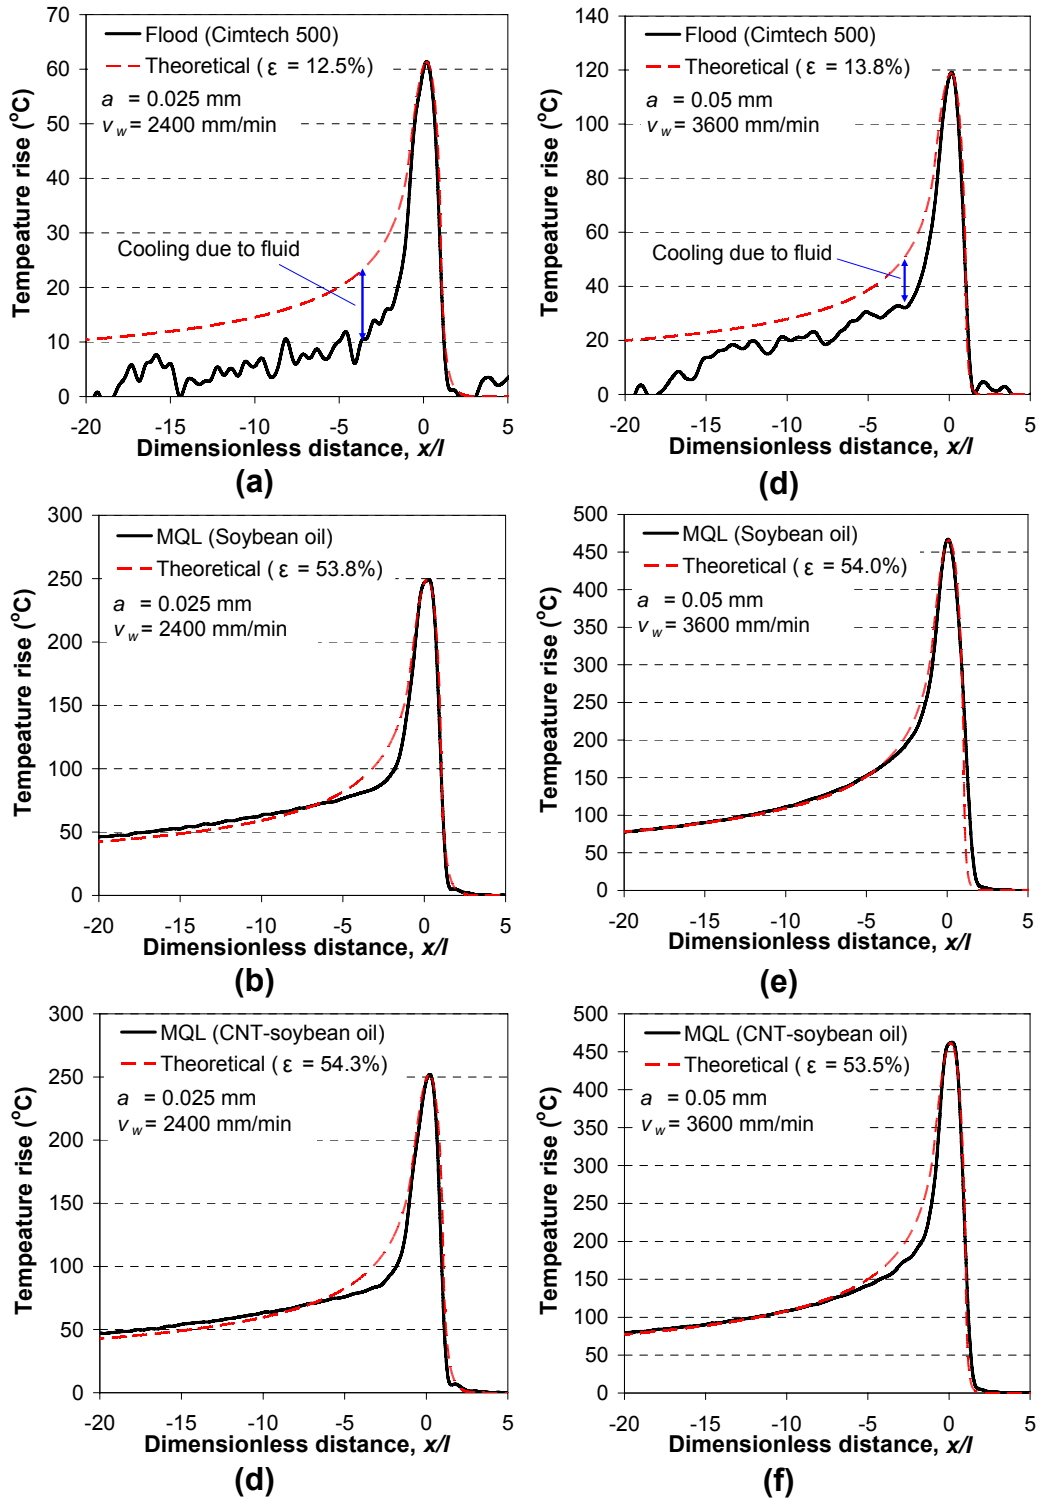 70
60
50
40
30
20
10
0
-20 -15 -10 -5 0 5
Tempeature rise (°C)
Flood (Cimtech 500)
Theoretical ( ε = 12.5%)
a = 0.025 mm
v w = 2400 mm/min
Cooling due to fluid
Dimensionless distance, x/l
(a)
140
120
100
80
60
40
20
0
-20 -15 -10 -5 0 5
Tempeature rise (°C)
Flood (Cimtech 500)
Theoretical ( ε = 13.8%)
a = 0.05 mm
v w = 3600 mm/min
Cooling due to fluid
Dimensionless distance, x/l
(d)
300
250
200
150
100
50
0
-20 -15 -10 -5 0 5
Tempeature rise (°C)
MQL (Soybean oil)
Theoretical ( ε = 53.8%)
a = 0.025 mm
v w = 2400 mm/min
Dimensionless distance, x/l
(b)
500
450
400
350
300
250
200
150
100
50
0
-20 -15 -10 -5 0 5
Tempeature rise (°C)
MQL (Soybean oil)
Theoretical ( ε = 54.0%)
a = 0.05 mm
v w = 3600 mm/min
Dimensionless distance, x/l
(e)
300
250
200
150
100
50
0
-20 -15 -10 -5 0 5
Tempeature rise (°C)
MQL (CNT-soybean oil)
Theoretical ( ε = 54.3%)
a = 0.025 mm
v w = 2400 mm/min
Dimensionless distance, x/l
(d)
500
450
400
350
300
250
200
150
100
50
0
-20 -15 -10 -5 0 5
Tempeature rise (°C)
MQL (CNT-soybean oil)
Theoretical ( ε = 53.5%)
a = 0.05 mm
v w = 3600 mm/min
Dimensionless distance, x/l
(f)